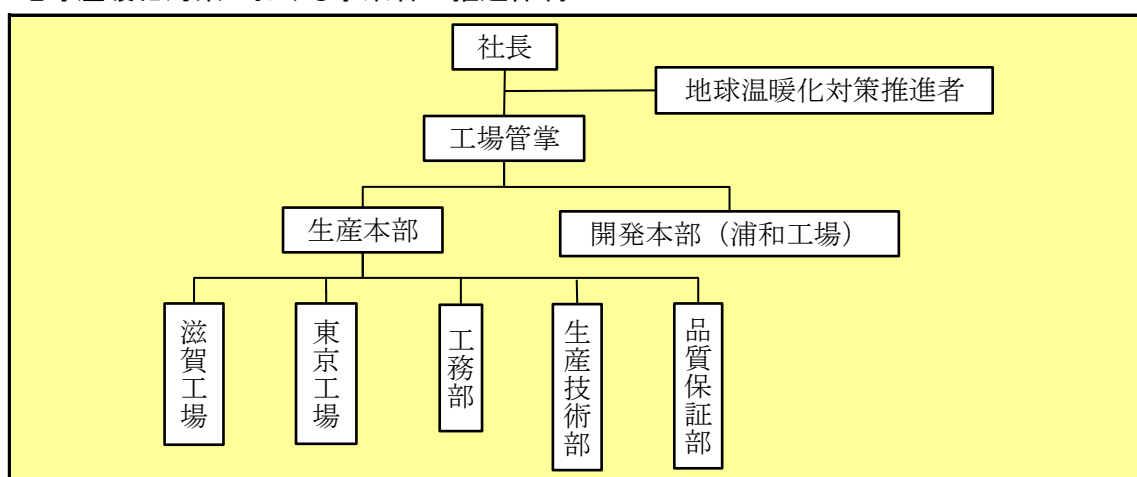 社長
地球温暖化対策推進者
工場管掌
生産本部
開発本部（浦和工場）
滋賀工場
東京工場
工務部
生産技術部
品質保証部